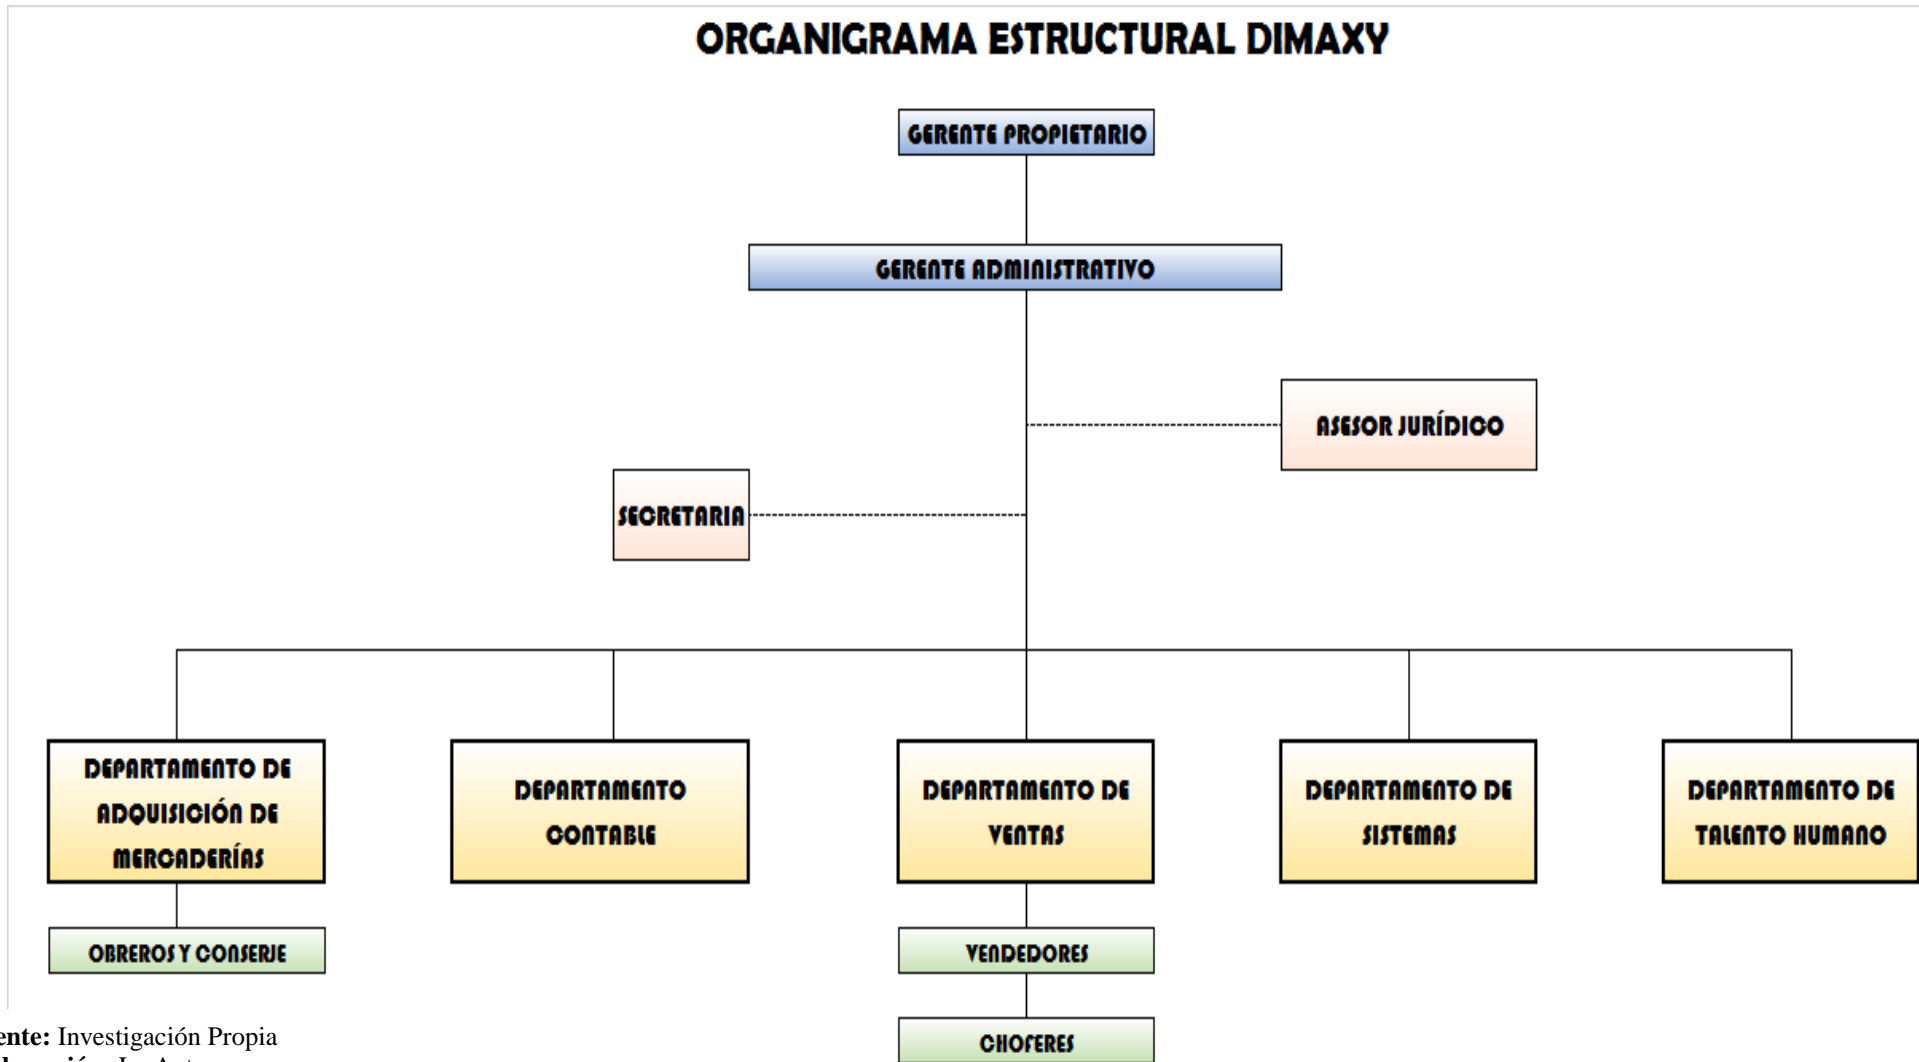 ORGANIGRAMA ESTRUCTURAL DIMAXY
GERENTE PROPIETARIO
GERENTE ADMINISTRATIVO
ASESOR JURÍDICO
SECRETARIA
DEPARTAMENTO DE
ADQUISICIÓN DE
MERCADERÍAS
DEPARTAMENTO
CONTABLE
DEPARTAMENTO DE
VENTAS
DEPARTAMENTO DE
SISTEMAS
DEPARTAMENTO DE
TALENTO HUMANO
OBREROS Y CONSERJE
VENDEDORES
CHOFERES
ente: Investigación Propia